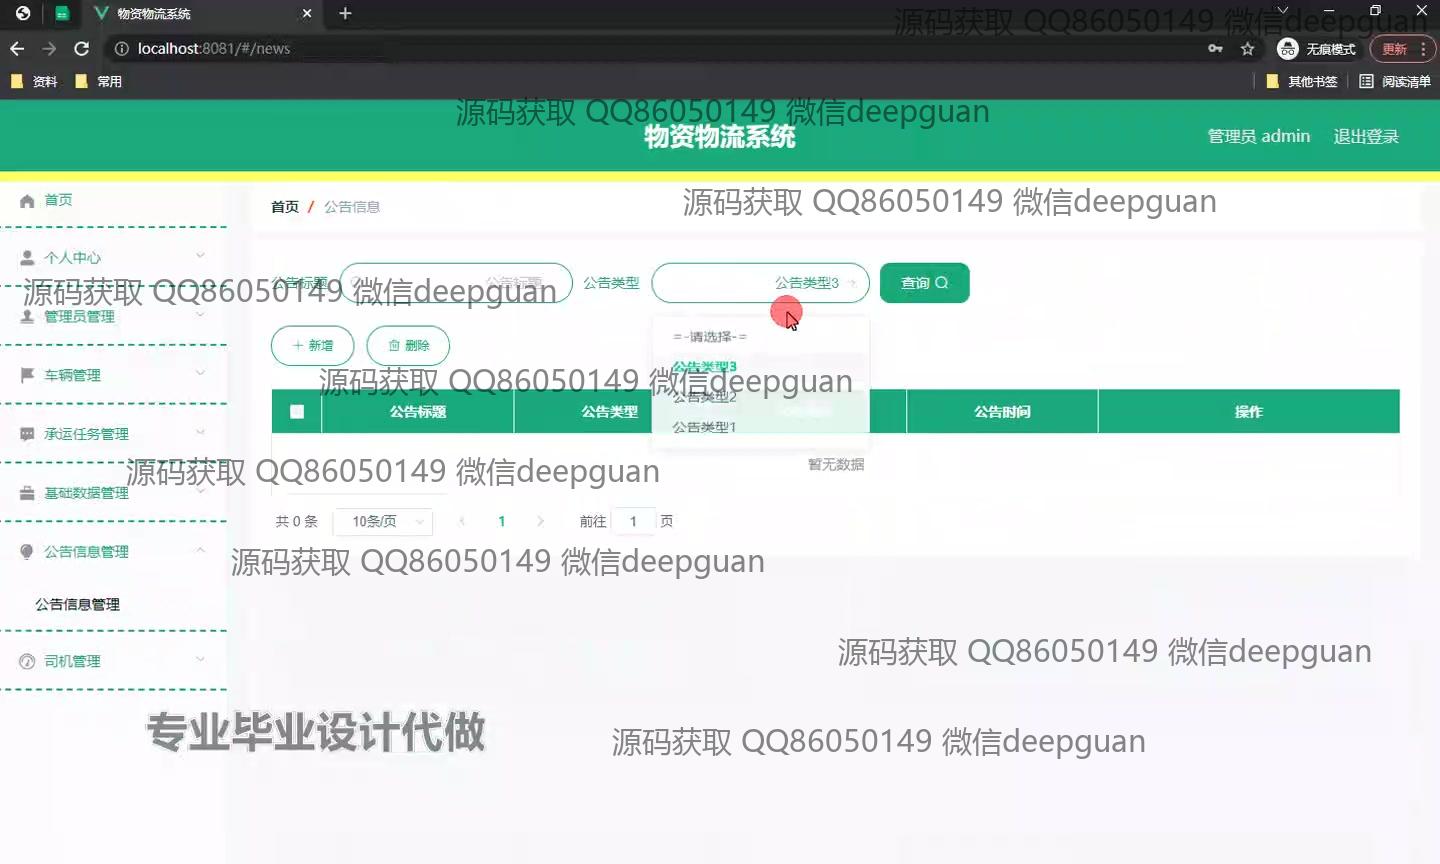 物资物流系统
源码获取 QQ86050149 微信deepguan
localhost:8081/#/news
无痕模式
更新
资料
常用
其他书签
阅读清单
源码获取 QQ86050149 微信deepguan
物资物流系统
管理员 admin
退出登录
首页
首页 / 公告信息
源码获取 QQ86050149 微信deepguan
个人中心
公告标题
公告标题
公告类型
公告类型3
查询
源码获取 QQ86050149 微信deepguan
管理员管理
=-请选择-=
新增
删除
车辆管理
公告类型3
源码获取 QQ86050149 微信deepguan
公告类型2
公告标题
公告类型
公告时间
操作
公告类型1
承运任务管理
暂无数据
源码获取 QQ86050149 微信deepguan
基础数据管理
共 0 条
10条/页
1
前往 1 页
公告信息管理
源码获取 QQ86050149 微信deepguan
公告信息管理
司机管理
源码获取 QQ86050149 微信deepguan
专业毕业设计代做
源码获取 QQ86050149 微信deepguan